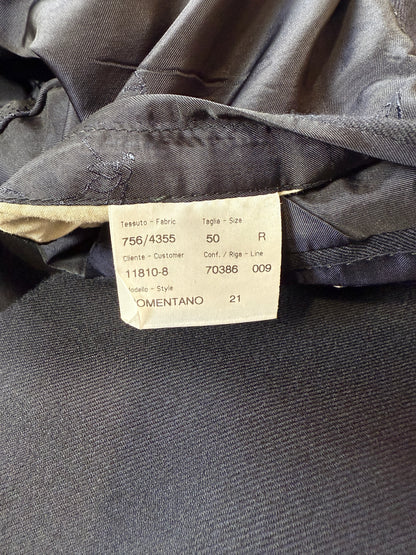 Tessuto - Fabric Taglia - Size
756/4355 50 R
Cliente - Customer Conf. / Riga - Line
11810-8 70386 009
Modello - Style
NOMENTANO 21